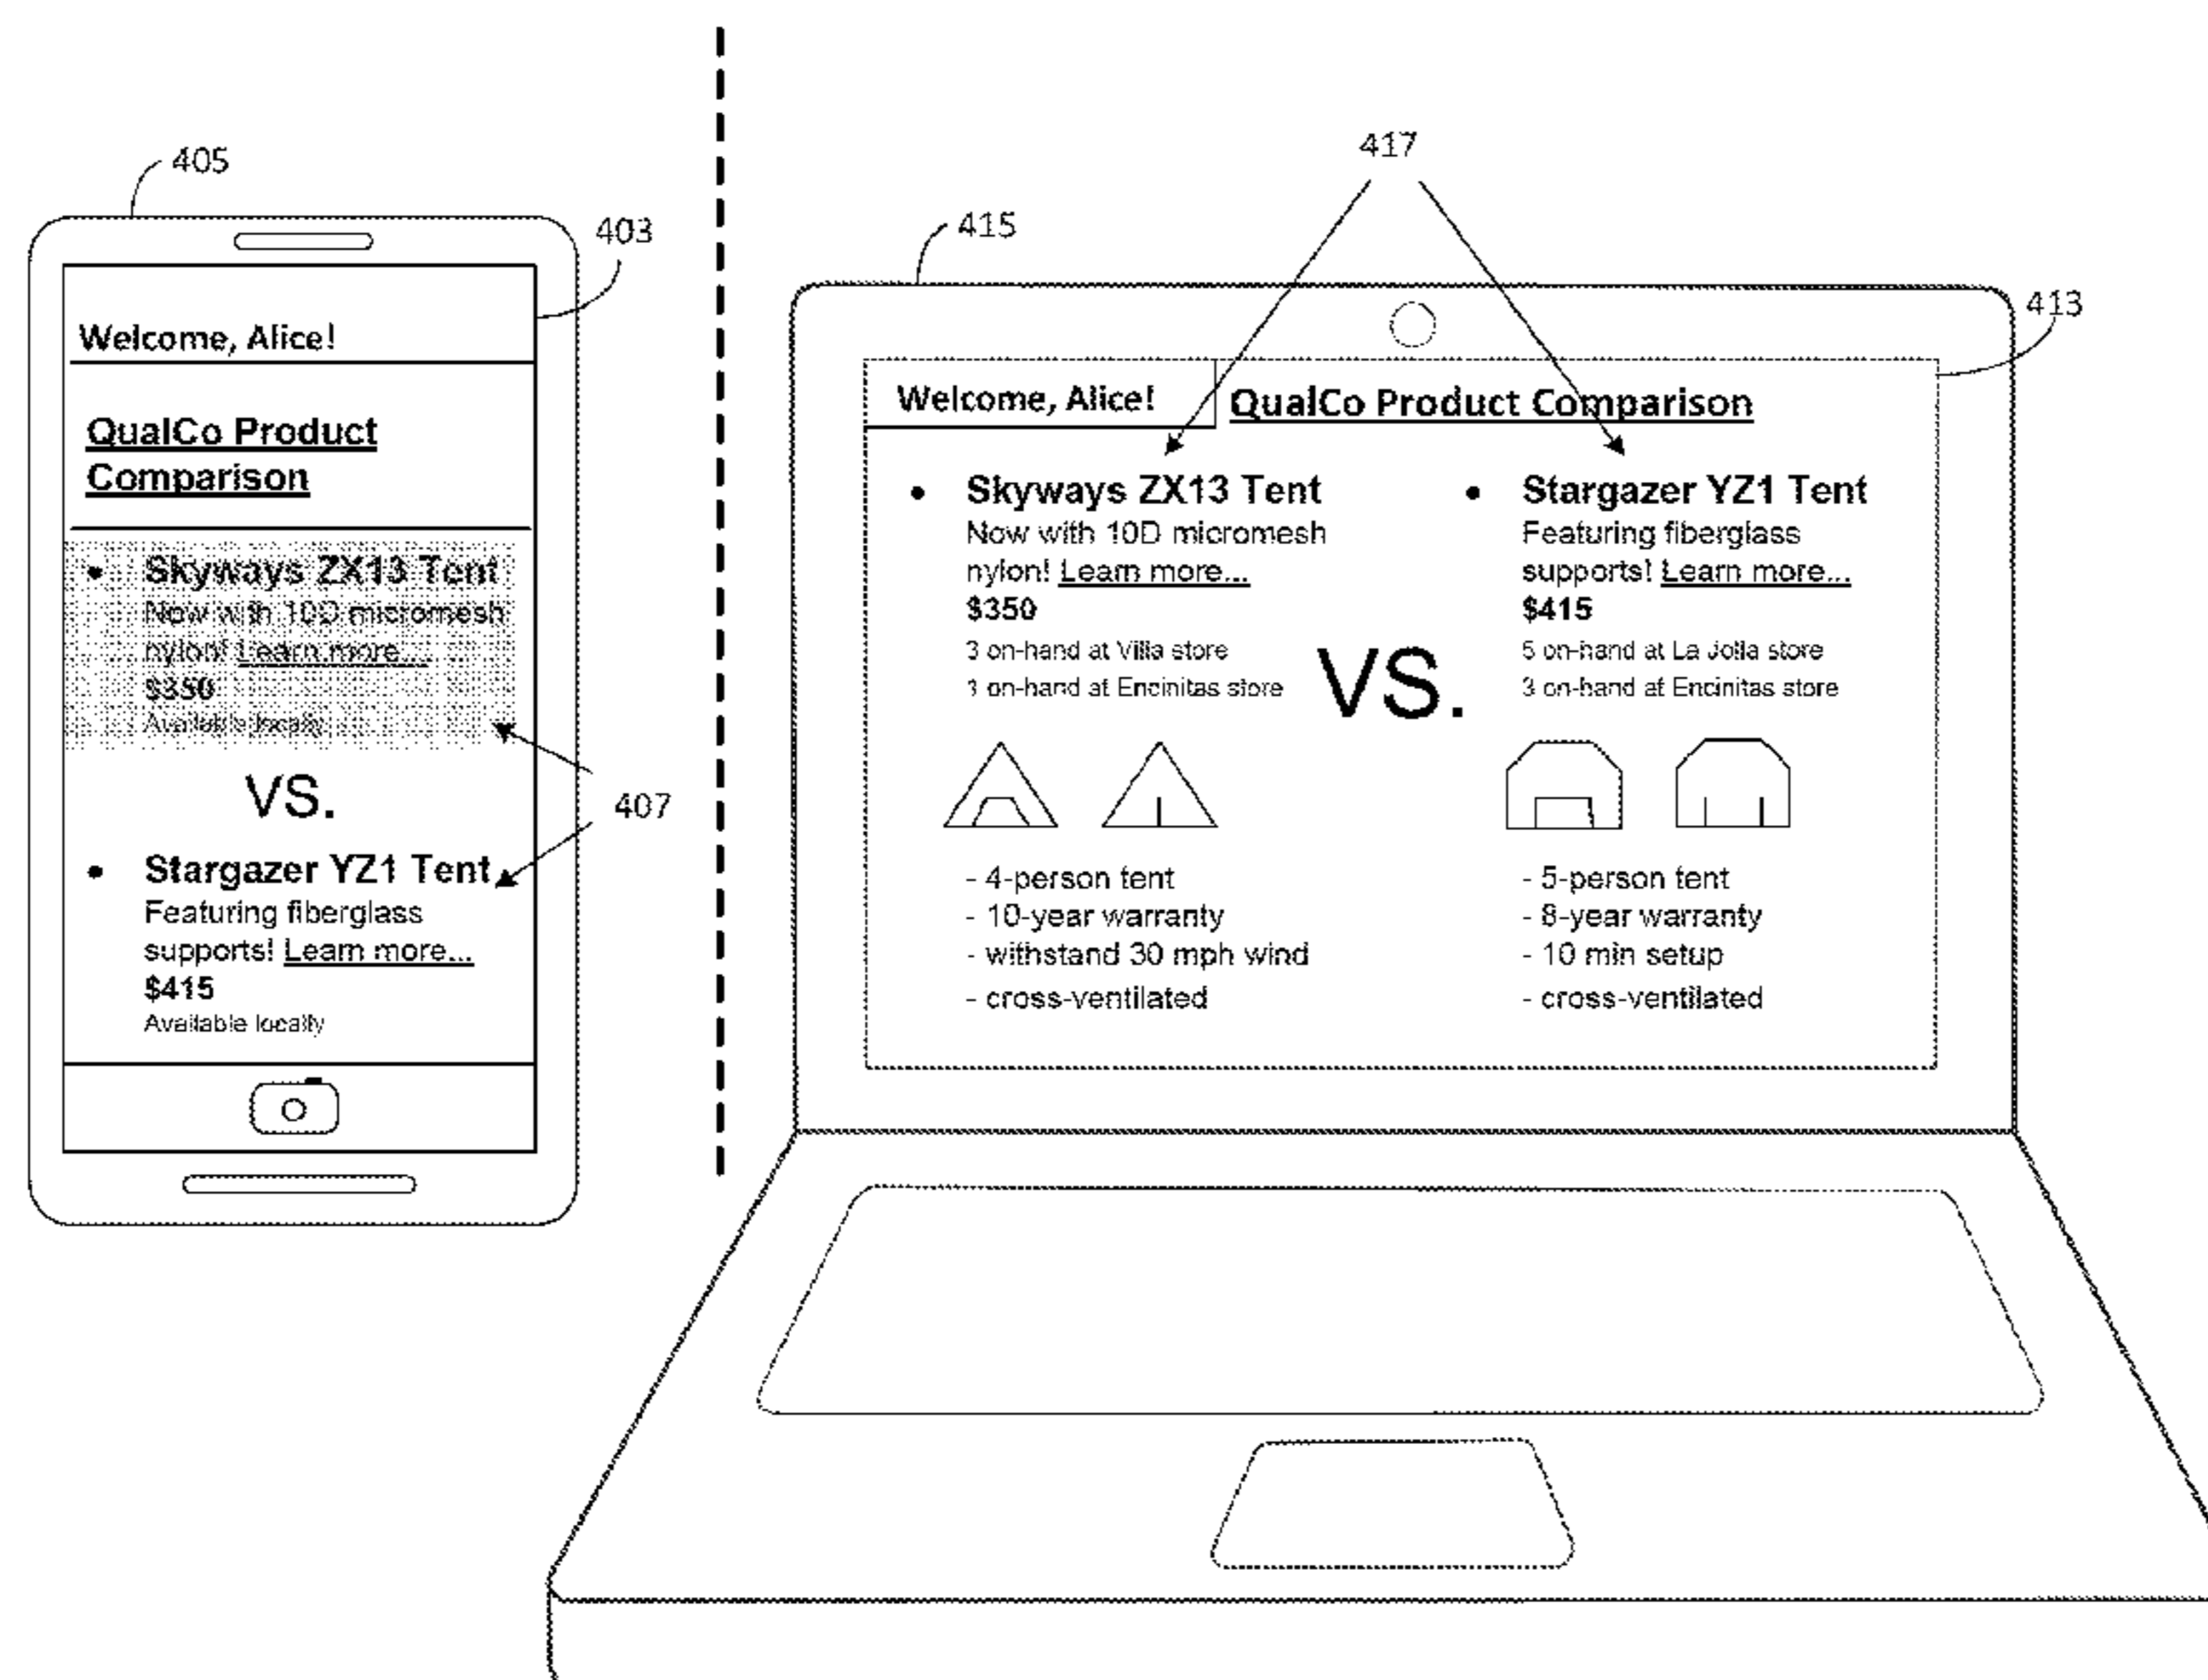 405
403
Welcome, Alice!
QualCo Product
Comparison
• Skyways ZX13 Tent
Now with 10D micromesh
nylon! Learn more...
$350
Available locally
VS.
407
• Stargazer YZ1 Tent
Featuring fiberglass
supports! Learn more...
$415
Available locally
417
415
413
Welcome, Alice!
QualCo Product Comparison
• Skyways ZX13 Tent
Now with 10D micromesh
nylon! Learn more...
$350
3 on-hand at Villa store
1 on-hand at Encinitas store
- 4-person tent
- 10-year warranty
- withstand 30 mph wind
- cross-ventilated
VS.
• Stargazer YZ1 Tent
Featuring fiberglass
supports! Learn more...
$415
5 on-hand at La Jolla store
3 on-hand at Encinitas store
- 5-person tent
- 8-year warranty
- 10 min setup
- cross-ventilated